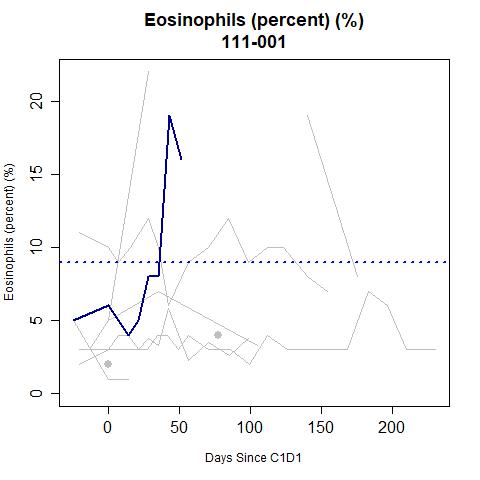 Eosinophils (percent) (%)
111-001
Eosinophils (percent) (%)
20
15
10
5
0
0 50 100 150 200
Days Since C1D1